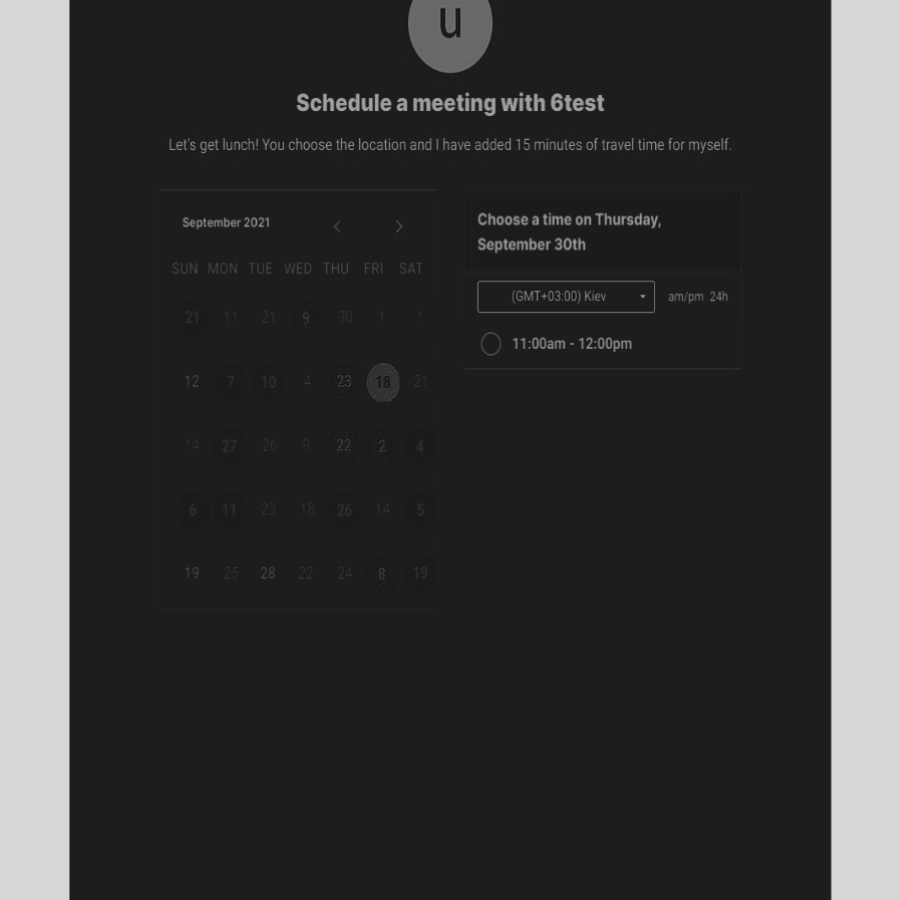 u
Schedule a meeting with 6test
Let's get lunch! You choose the location and I have added 15 minutes of travel time for myself.
September 2021
SUN MON TUE WED THU FRI SAT
21 11 21 9 30 1 1
12 7 10 4 23 18 21
14 27 26 9 22 2 4
6 11 23 18 26 14 5
19 25 28 22 24 8 19
Choose a time on Thursday,
September 30th
(GMT+03:00) Kiev
am/pm 24h
11:00am - 12:00pm